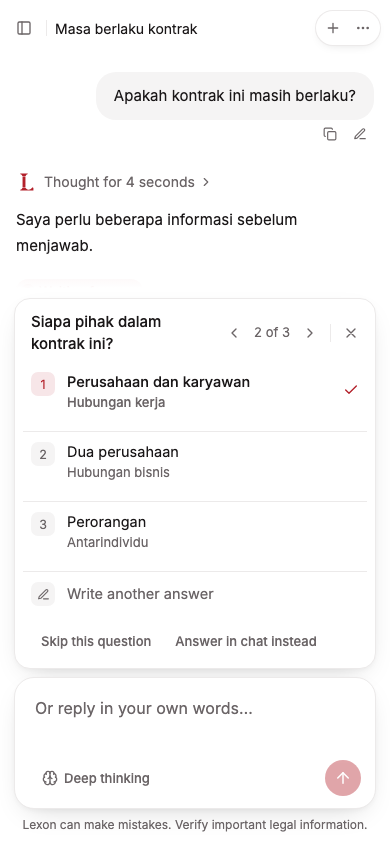 Masa berlaku kontrak
Apakah kontrak ini masih berlaku?
L Thought for 4 seconds
Saya perlu beberapa informasi sebelum
menjawab.
Siapa pihak dalam
kontrak ini?
2 of 3
1 Perusahaan dan karyawan
Hubungan kerja
2 Dua perusahaan
Hubungan bisnis
3 Perorangan
Antarindividu
Write another answer
Skip this question Answer in chat instead
Or reply in your own words...
Deep thinking
Lexon can make mistakes. Verify important legal information.